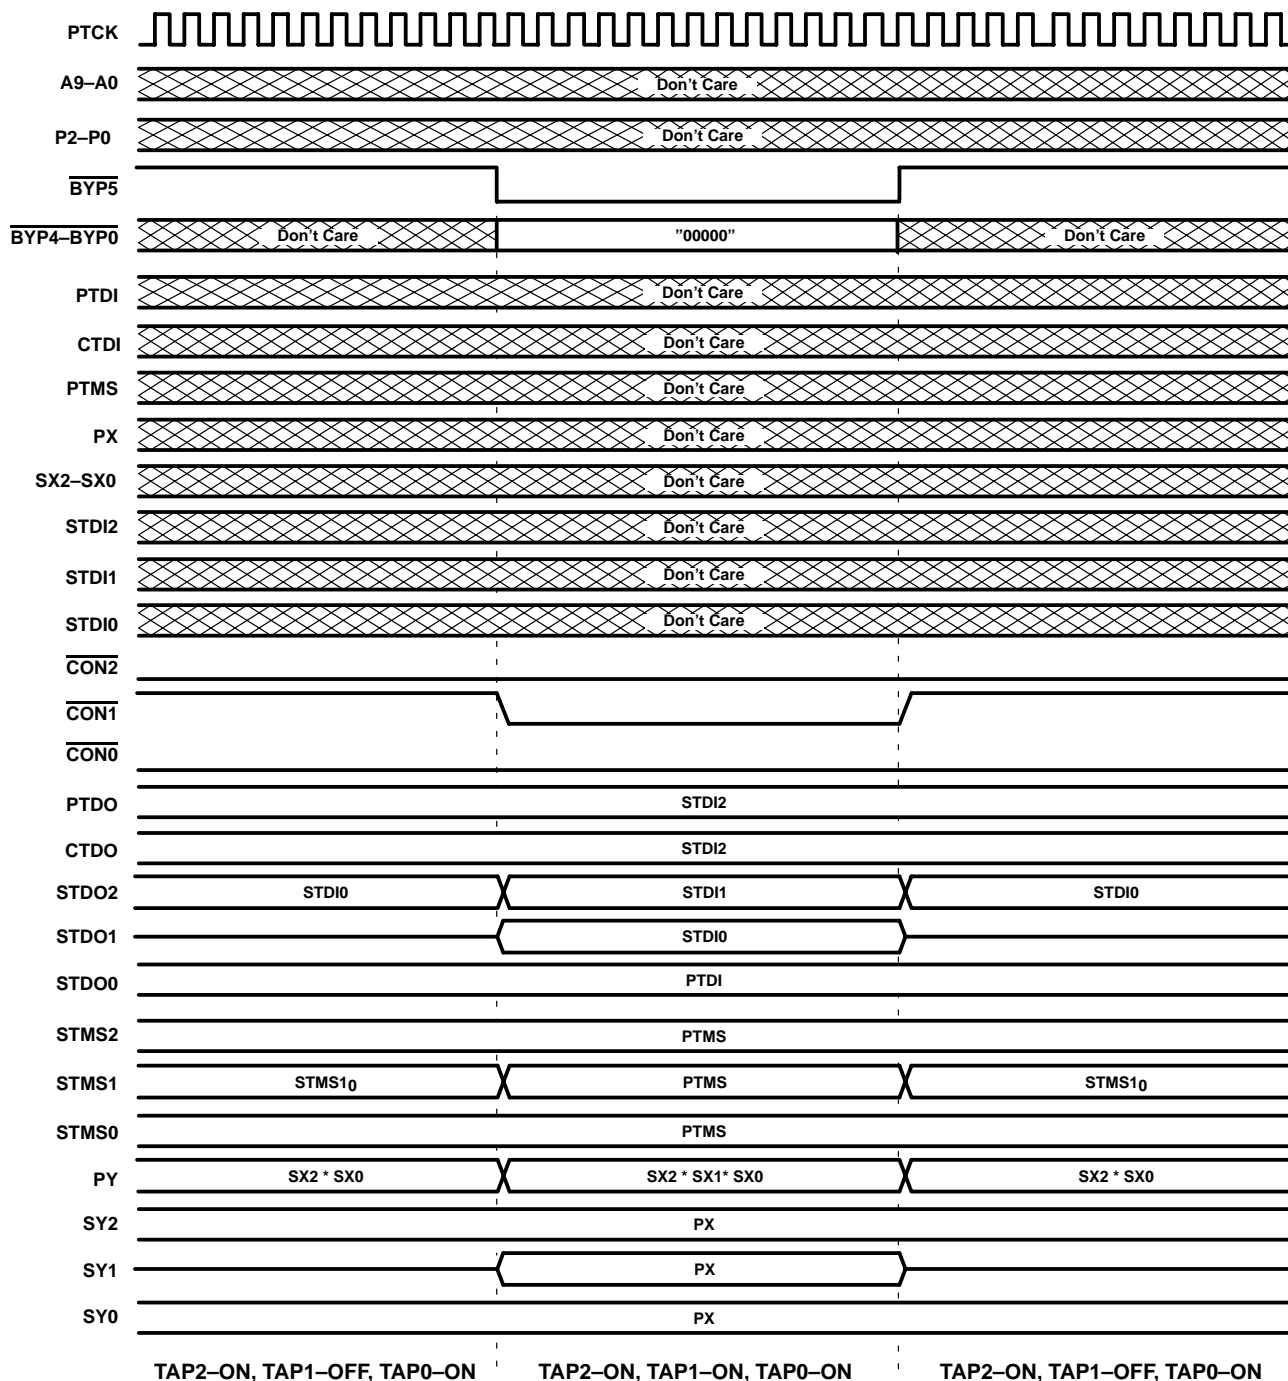 PTCK
A9–A0 Don't Care
P2–P0 Don't Care
BYP5
BYP4–BYP0 Don't Care ”00000” Don't Care
PTDI Don't Care
CTDI Don't Care
PTMS Don't Care
PX Don't Care
SX2–SX0 Don't Care
STDI2 Don't Care
STDI1 Don't Care
STDI0 Don't Care
CON2
CON1
CON0
PTDO STDI2
CTDO STDI2
STDO2 STDI0 STDI1 STDI0
STDO1 STDI0
STDO0 PTDI
STMS2 PTMS
STMS1 STMS10 PTMS STMS10
STMS0 PTMS
PY SX2 * SX0 SX2 * SX1* SX0 SX2 * SX0
SY2 PX
SY1 PX
SY0 PX
TAP2–ON, TAP1–OFF, TAP0–ON TAP2–ON, TAP1–ON, TAP0–ON TAP2–ON, TAP1–OFF, TAP0–ON